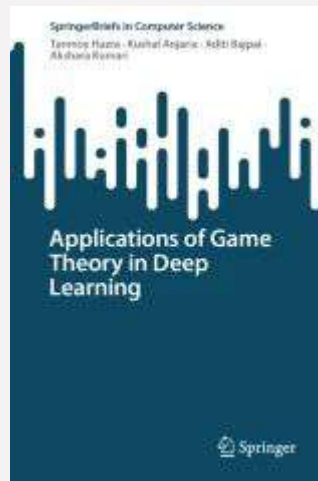 SpringerBriefs in Computer Science
Tanmoy Hazra · Kushal Anjaria · Aditi Bajpai ·
Akshara Kumari
Applications of Game
Theory in Deep
Learning
Springer